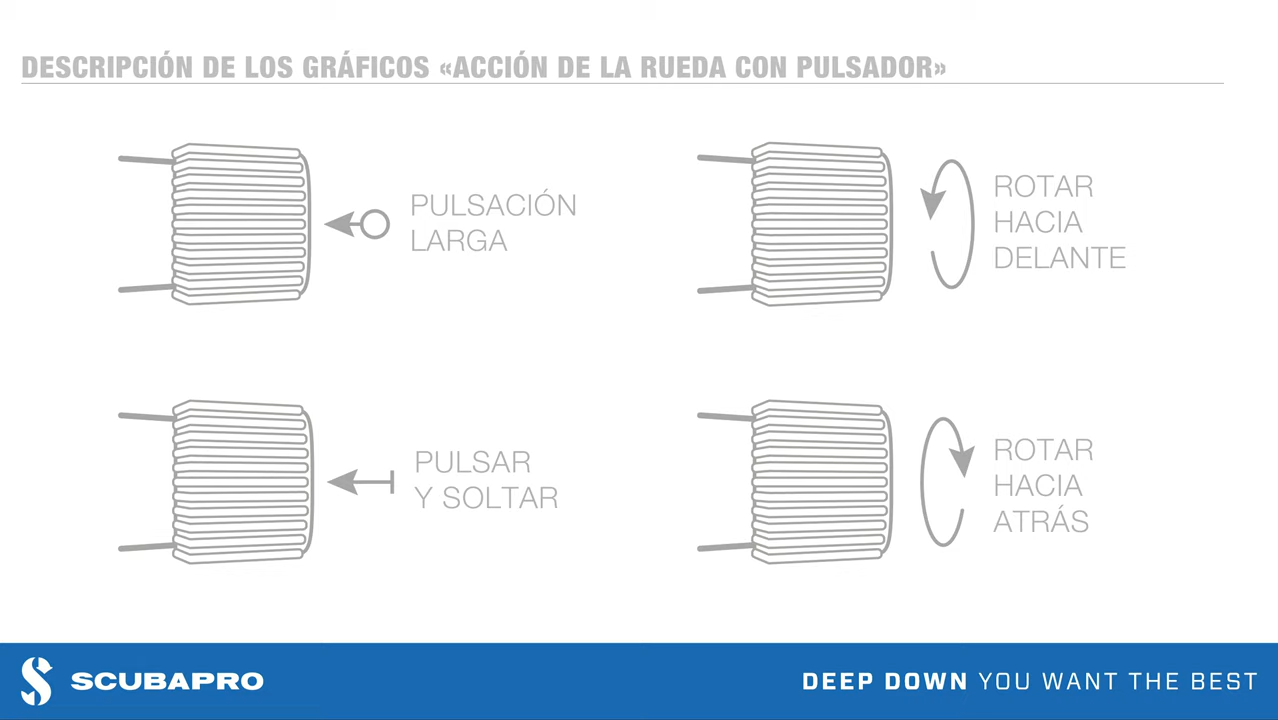 DESCRIPCIÓN DE LOS GRÁFICOS «ACCIÓN DE LA RUEDA CON PULSADOR»
PULSACIÓN
LARGA
ROTAR
HACIA
DELANTE
PULSAR
Y SOLTAR
ROTAR
HACIA
ATRÁS
SCUBAPRO
DEEP DOWN YOU WANT THE BEST